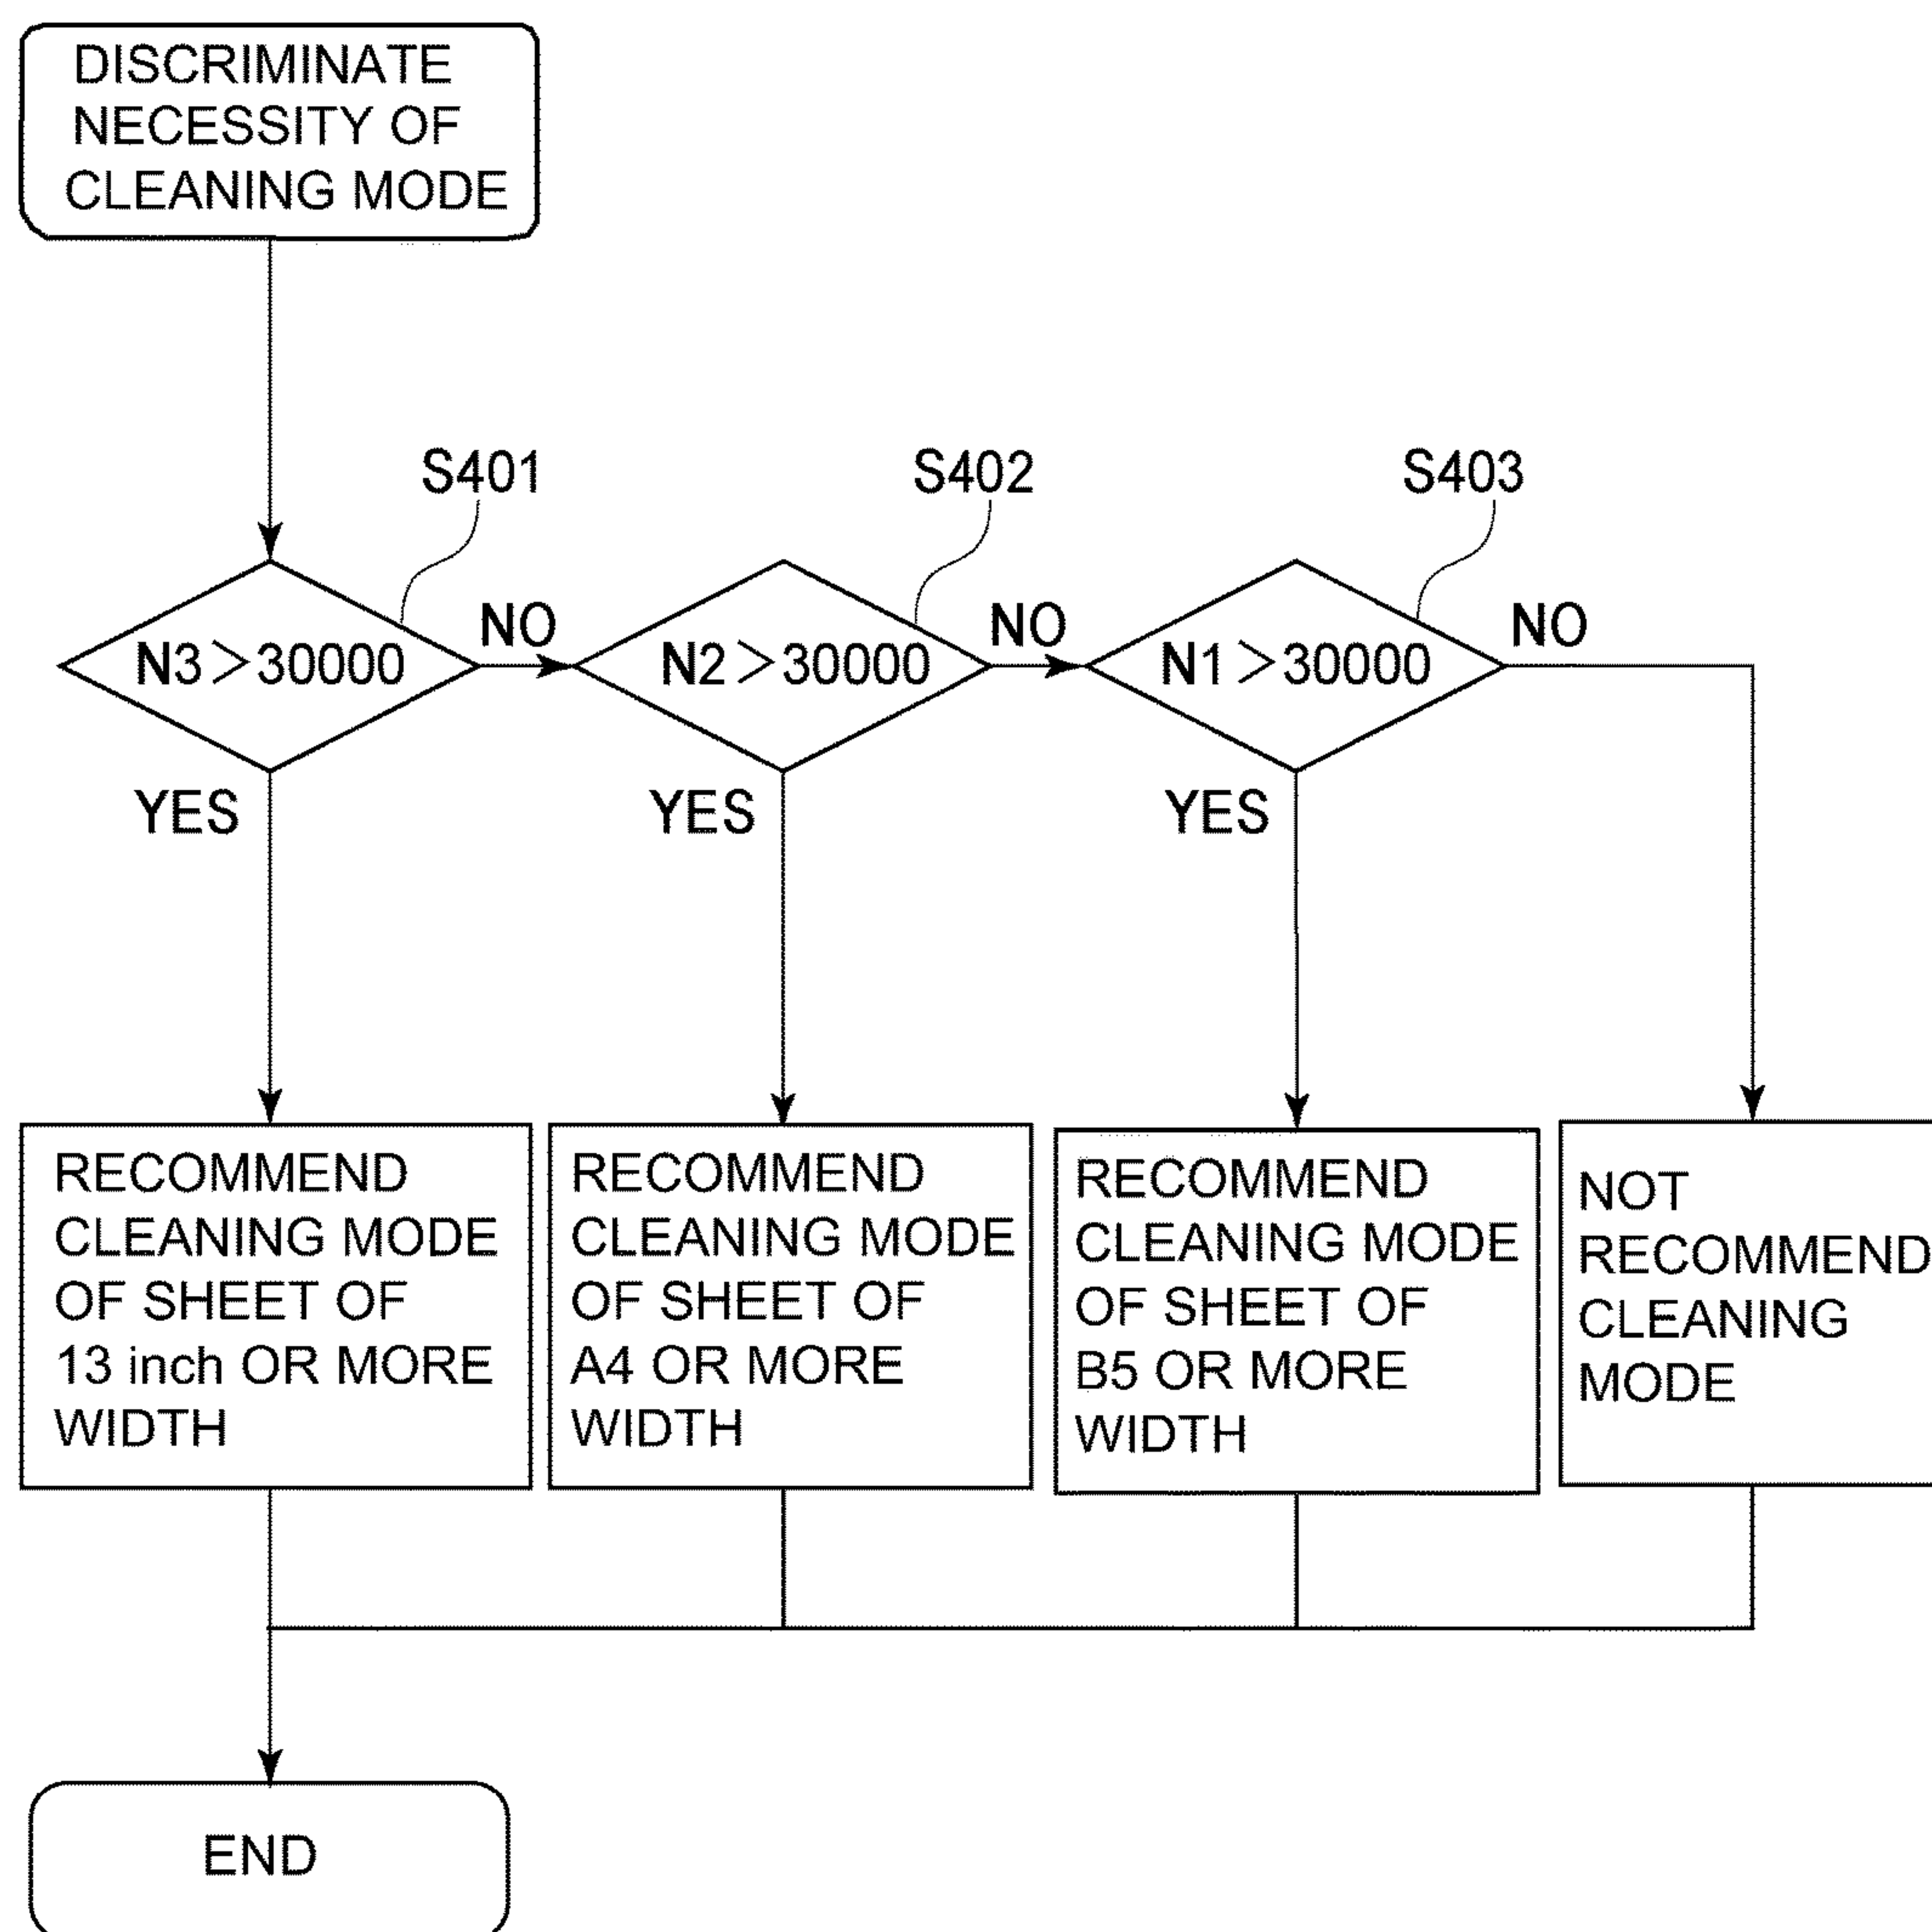 DISCRIMINATE
NECESSITY OF
CLEANING MODE
S401
S402
S403
N3>30000
NO
N2>30000
NO
N1>30000
NO
YES
YES
YES
RECOMMEND
CLEANING MODE
OF SHEET OF
13 inch OR MORE
WIDTH
RECOMMEND
CLEANING MODE
OF SHEET OF
A4 OR MORE
WIDTH
RECOMMEND
CLEANING MODE
OF SHEET OF
B5 OR MORE
WIDTH
NOT
RECOMMEND
CLEANING
MODE
END